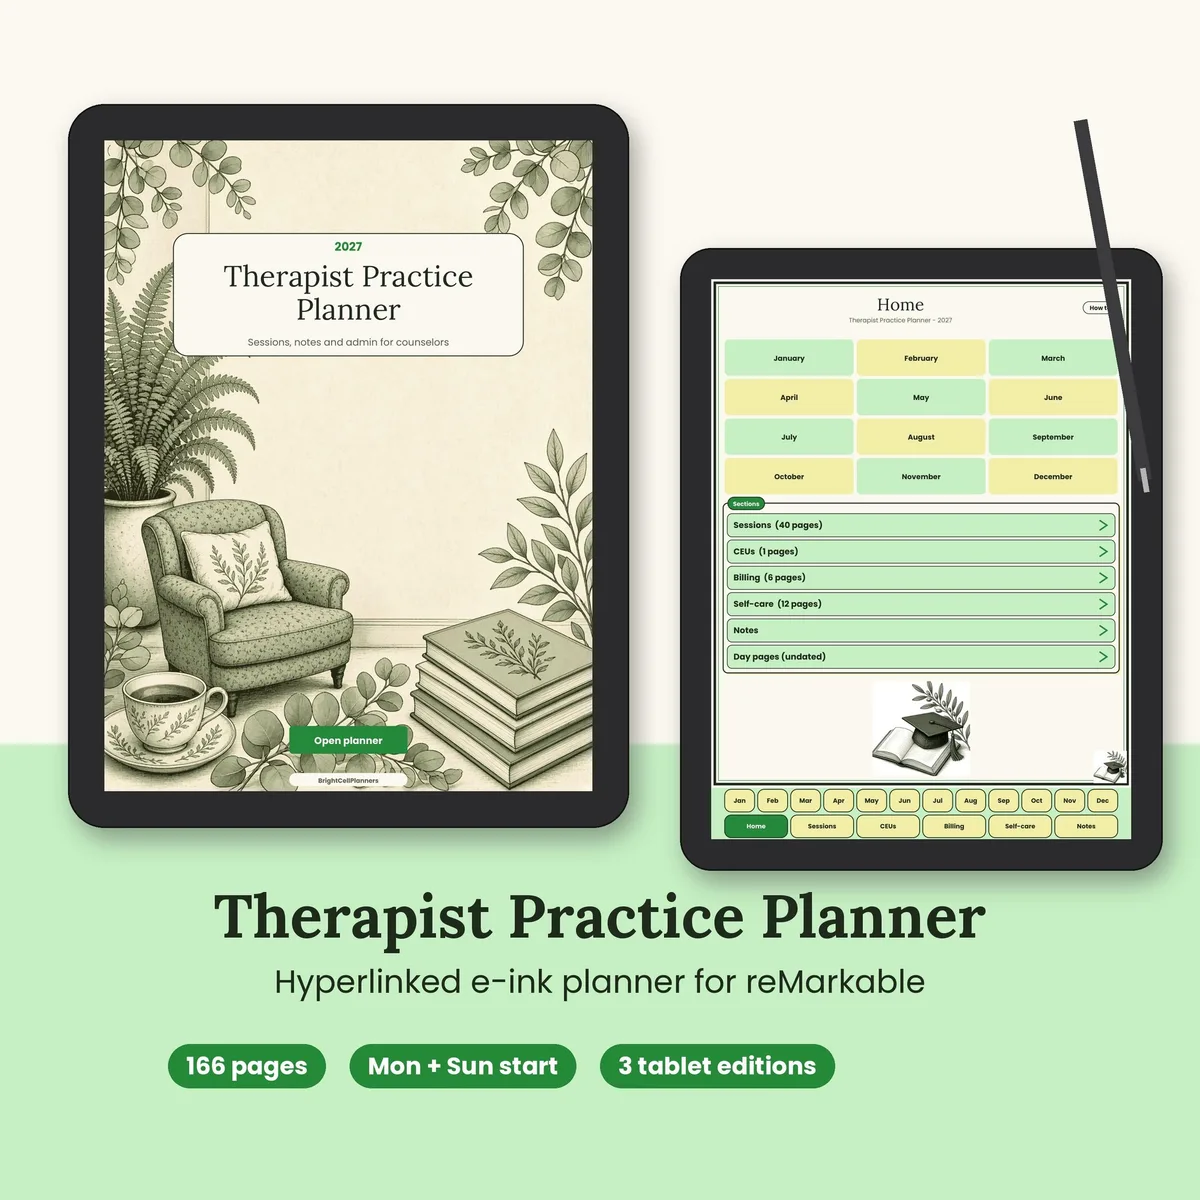 2027
Therapist Practice
Planner
Sessions, notes and admin for counselors
Open planner
BrightCellPlanners
Home
Therapist Practice Planner - 2027
How
January
February
March
April
May
June
July
August
September
October
November
December
Sections
Sessions (40 pages)
CEUs (1 pages)
Billing (6 pages)
Self-care (12 pages)
Notes
Day pages (undated)
Jan Feb Mar Apr May Jun Jul Aug Sep Oct Nov Dec
Home Sessions CEUs Billing Self-care Notes
Therapist Practice Planner
Hyperlinked e-ink planner for reMarkable
166 pages
Mon + Sun start
3 tablet editions